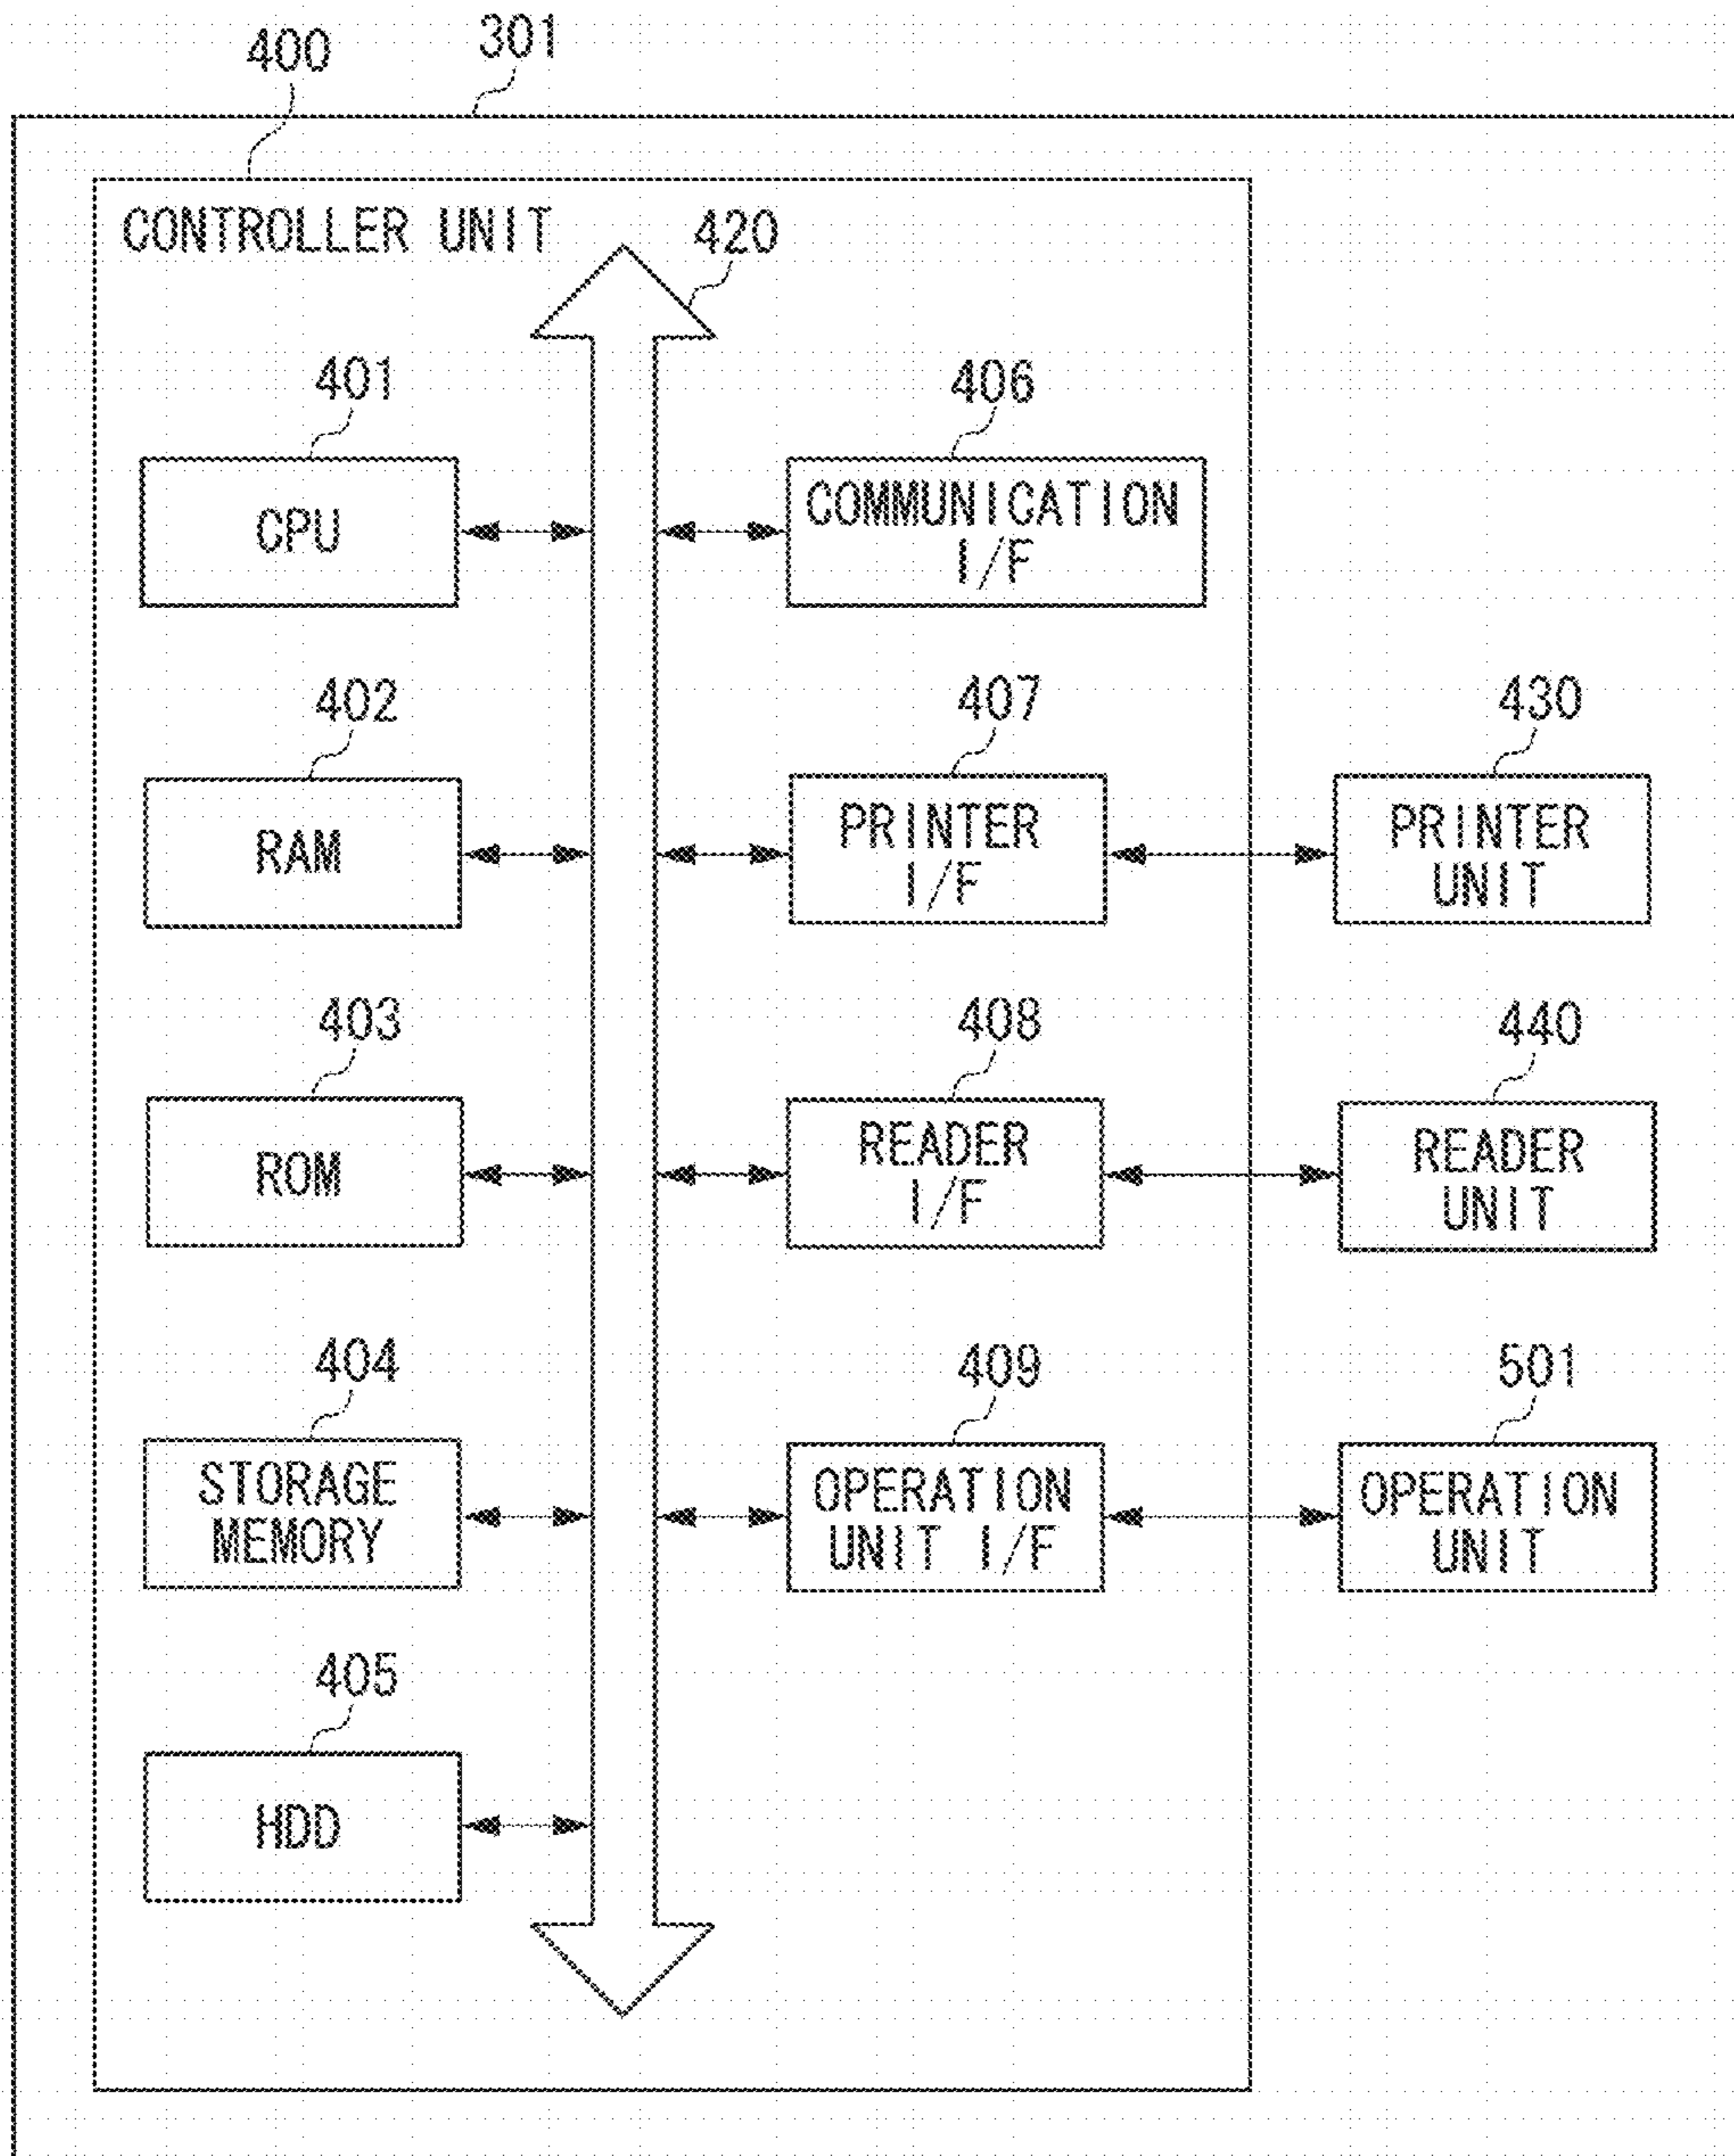 301
400
CONTROLLER UNIT
420
401
CPU
406
COMMUNICATION
I/F
402
RAM
407
PRINTER
I/F
430
PRINTER
UNIT
403
ROM
408
READER
I/F
440
READER
UNIT
404
STORAGE
MEMORY
409
OPERATION
UNIT I/F
501
OPERATION
UNIT
405
HDD